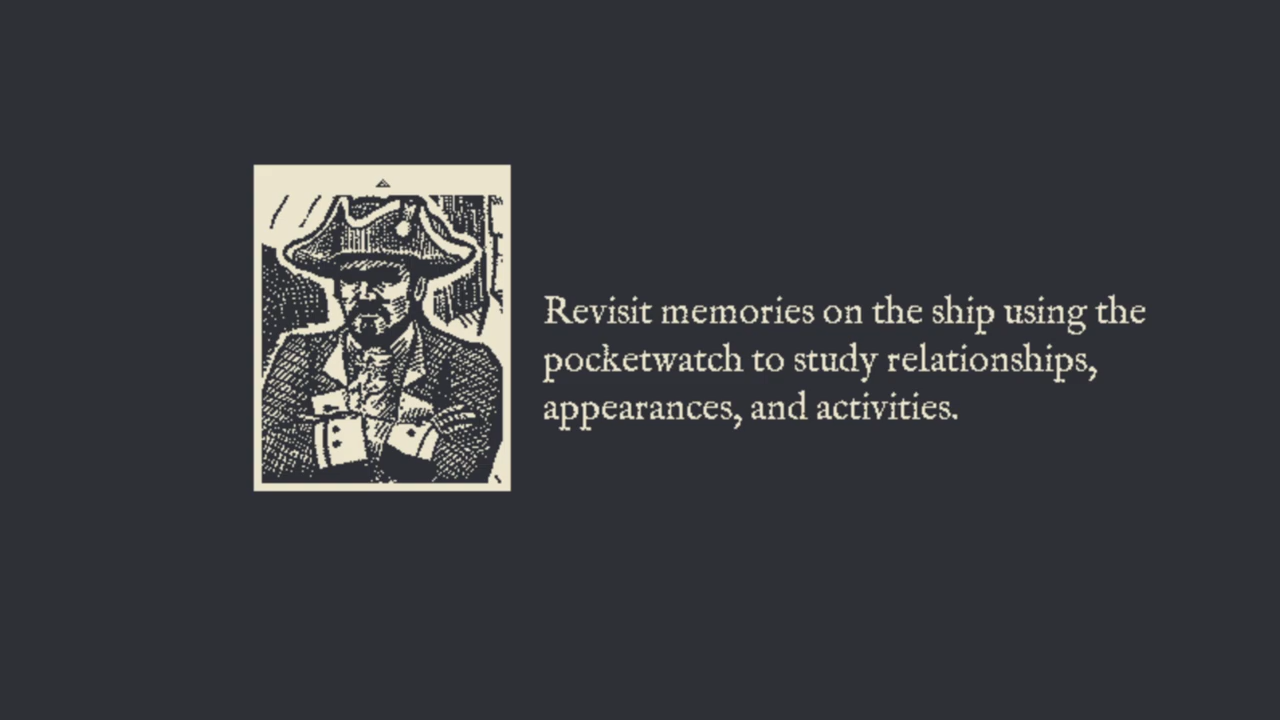 Revisit memories on the ship using the
pocketwatch to study relationships,
appearances, and activities.